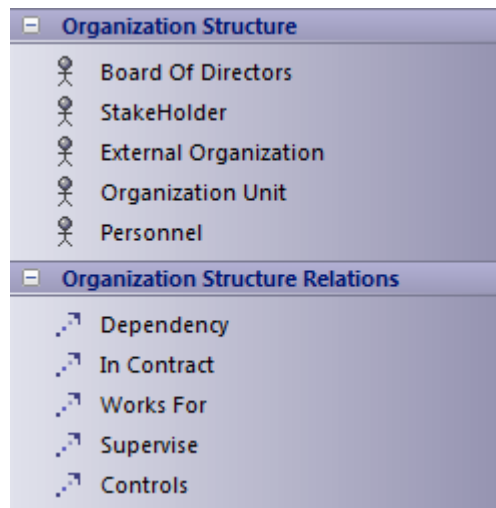 Organization Structure
Board Of Directors
StakeHolder
External Organization
Organization Unit
Personnel
Organization Structure Relations
Dependency
In Contract
Works For
Supervise
Controls